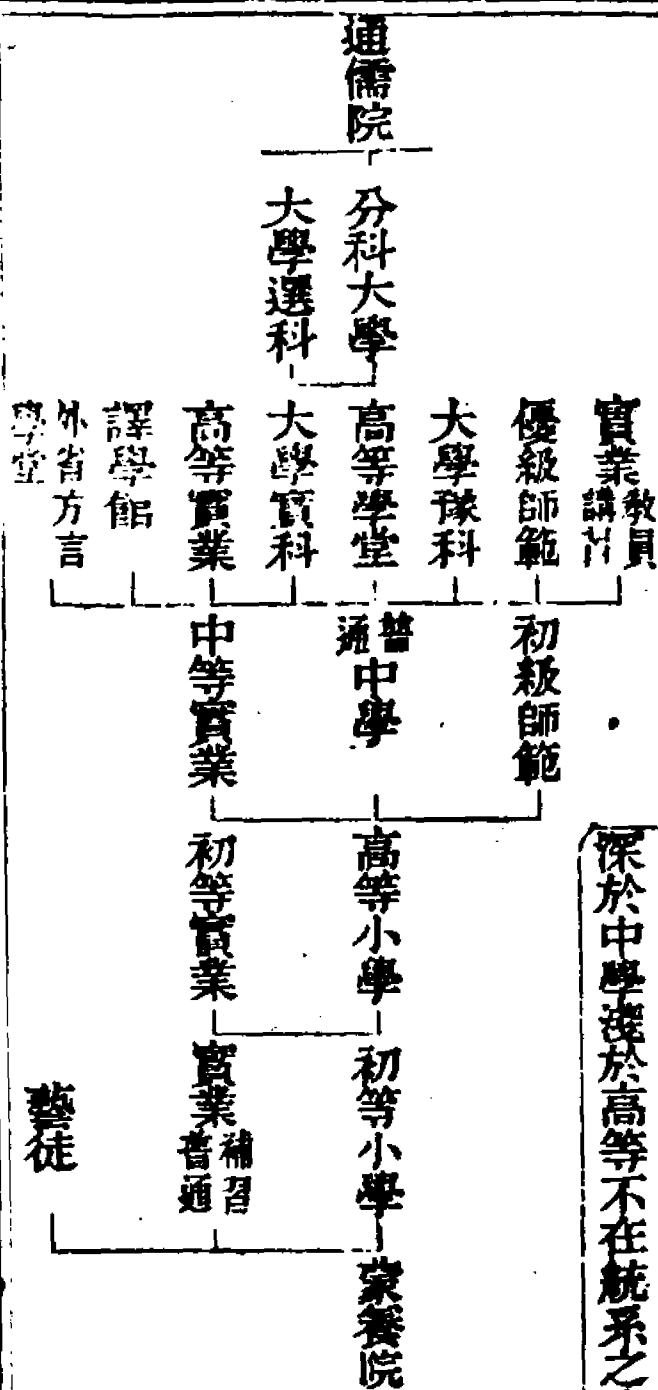 通儒院
分科大學
大學選科
實業教員講習
優級師範
大學豫科
高等學堂
大學實科
高等實業
譯學館
外省方言學堂
初級師範
普通中學
中等實業
高等小學
初等實業
初等小學
實業補習普通
藝徒
蒙養院
深於中學淺於高等不在統系之